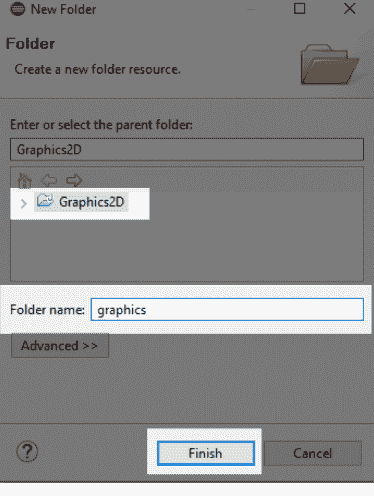 New Folder
Folder
Create a new folder resource.
Enter or select the parent folder:
Graphics2D
Graphics2D
Folder name: graphics
Advanced >>
? Finish Cancel